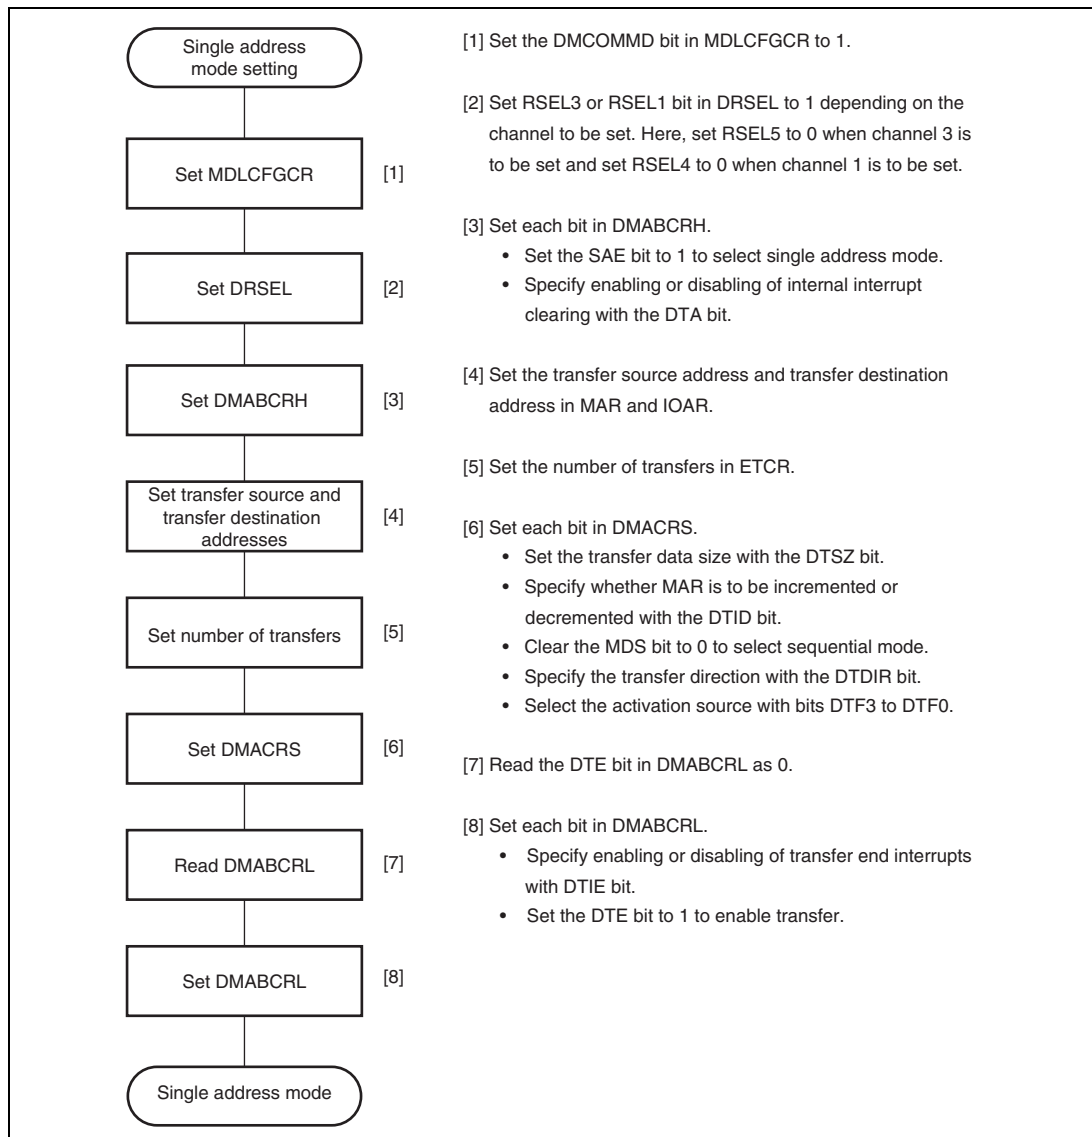 Single address
mode setting
Set MDLCFGCR
[1]
Set DRSEL
[2]
Set DMABCRH
[3]
Set transfer source and
transfer destination
addresses
[4]
Set number of transfers
[5]
Set DMACRS
[6]
Read DMABCRL
[7]
Set DMABCRL
[8]
Single address mode
[1] Set the DMCOMMD bit in MDLCFGCR to 1.
[2] Set RSEL3 or RSEL1 bit in DRSEL to 1 depending on the
channel to be set. Here, set RSEL5 to 0 when channel 3 is
to be set and set RSEL4 to 0 when channel 1 is to be set.
[3] Set each bit in DMABCRH.
• Set the SAE bit to 1 to select single address mode.
• Specify enabling or disabling of internal interrupt
clearing with the DTA bit.
[4] Set the transfer source address and transfer destination
address in MAR and IOAR.
[5] Set the number of transfers in ETCR.
[6] Set each bit in DMACRS.
• Set the transfer data size with the DTSZ bit.
• Specify whether MAR is to be incremented or
decremented with the DTID bit.
• Clear the MDS bit to 0 to select sequential mode.
• Specify the transfer direction with the DTDIR bit.
• Select the activation source with bits DTF3 to DTF0.
[7] Read the DTE bit in DMABCRL as 0.
[8] Set each bit in DMABCRL.
• Specify enabling or disabling of transfer end interrupts
with DTIE bit.
• Set the DTE bit to 1 to enable transfer.